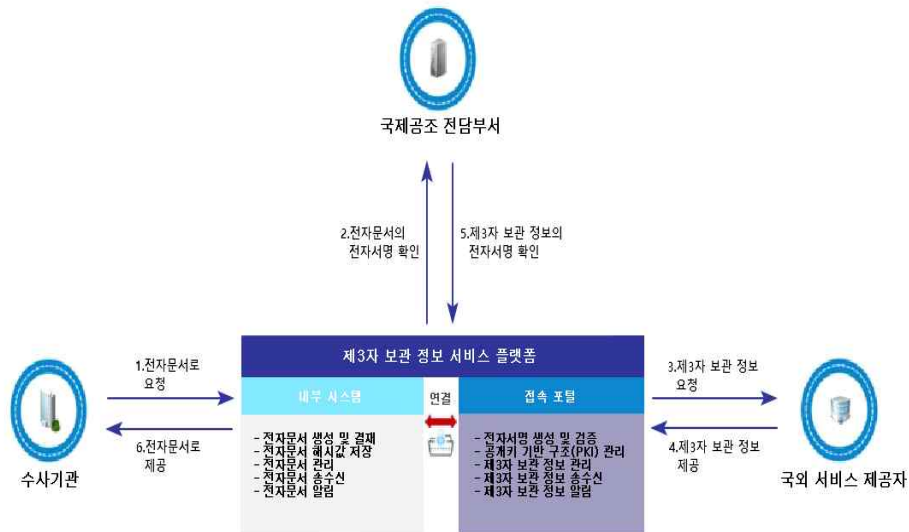 국제공조 전담부서
2.전자문서의
전자서명 확인
5.제3자 보관 정보의
전자서명 확인
제3자 보관 정보 서비스 플랫폼
1.전자문서로
요청
3.제3자 보관 정보
요청
내부 시스템
연결
접속 포털
6.전자문서로
제공
4.제3자 보관 정보
제공
- 전자문서 생성 및 결재
- 전자문서 해시값 저장
- 전자문서 관리
- 전자문서 송수신
- 전자문서 알림
- 전자서명 생성 및 검증
- 공개키 기반 구조(PKI) 관리
- 제3자 보관 정보 관리
- 제3자 보관 정보 송수신
- 제3자 보관 정보 알림
수사기관
국외 서비스 제공자